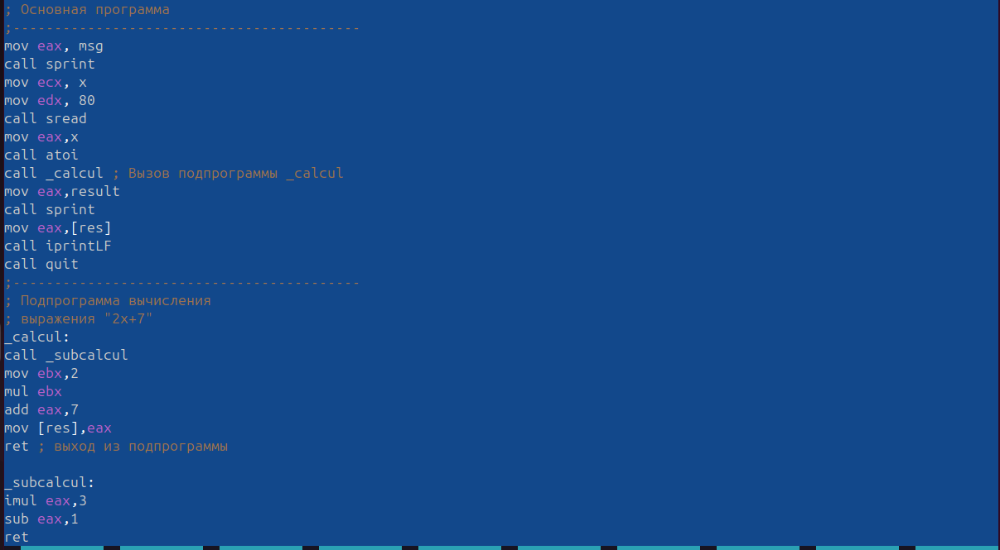 ; Основная программа
;------------------------------------------
mov eax, msg
call sprint
mov ecx, x
mov edx, 80
call sread
mov eax,x
call atoi
call _calcul ; Вызов подпрограммы _calcul
mov eax,result
call sprint
mov eax,[res]
call iprintLF
call quit
;------------------------------------------
; Подпрограмма вычисления
; выражения "2x+7"
_calcul:
call _subcalcul
mov ebx,2
mul ebx
add eax,7
mov [res],eax
ret ; выход из подпрограммы

_subcalcul:
imul eax,3
sub eax,1
ret